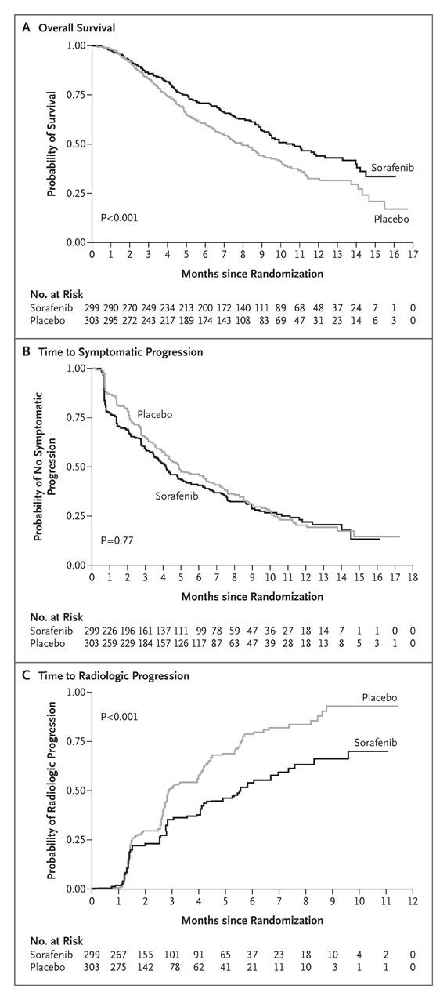 A Overall Survival
1.00
0.75
0.50
0.25
0.00
Probability of Survival
Sorafenib
Placebo
P<0.001
0 1 2 3 4 5 6 7 8 9 10 11 12 13 14 15 16 17
Months since Randomization
No. at Risk
Sorafenib 299 290 270 249 234 213 200 172 140 111 89 68 48 37 24 7 1 0
Placebo 303 295 272 243 217 189 174 143 108 83 69 47 31 23 14 6 3 0
B Time to Symptomatic Progression
1.00
0.75
0.50
0.25
0.00
Probability of No Symptomatic
Progression
Placebo
Sorafenib
P=0.77
0 1 2 3 4 5 6 7 8 9 10 11 12 13 14 15 16 17 18
Months since Randomization
No. at Risk
Sorafenib 299 226 196 161 137 111 99 78 59 47 36 27 18 14 7 1 1 0 0
Placebo 303 259 229 184 157 126 117 87 63 47 39 28 18 13 8 5 3 1 0
C Time to Radiologic Progression
1.00
0.75
0.50
0.25
0.00
Probability of Radiologic Progression
P<0.001
Placebo
Sorafenib
0 1 2 3 4 5 6 7 8 9 10 11 12
Months since Randomization
No. at Risk
Sorafenib 299 267 155 101 91 65 37 23 18 10 4 2 0
Placebo 303 275 142 78 62 41 21 11 10 3 1 1 0